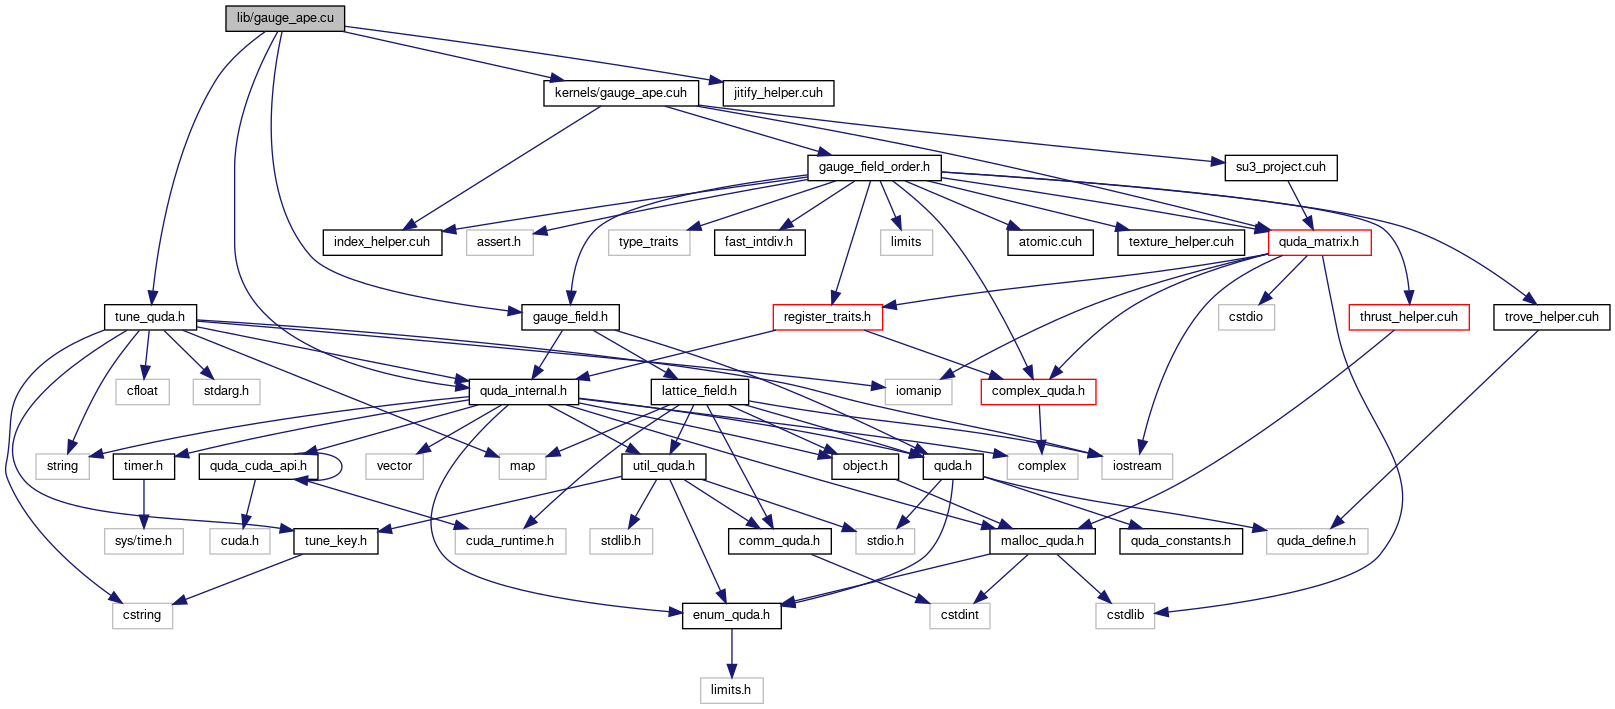 lib/gauge_ape.cu
kernels/gauge_ape.cuh
jitify_helper.cuh
gauge_field_order.h
su3_project.cuh
index_helper.cuh
assert.h
type_traits
fast_intdiv.h
limits
atomic.cuh
texture_helper.cuh
quda_matrix.h
tune_quda.h
gauge_field.h
register_traits.h
cstdio
thrust_helper.cuh
trove_helper.cuh
cfloat
stdarg.h
quda_internal.h
lattice_field.h
iomanip
complex_quda.h
string
timer.h
quda_cuda_api.h
vector
map
util_quda.h
object.h
quda.h
complex
iostream
sys/time.h
cuda.h
tune_key.h
cuda_runtime.h
stdlib.h
comm_quda.h
stdio.h
malloc_quda.h
quda_constants.h
quda_define.h
cstring
enum_quda.h
cstdint
cstdlib
limits.h